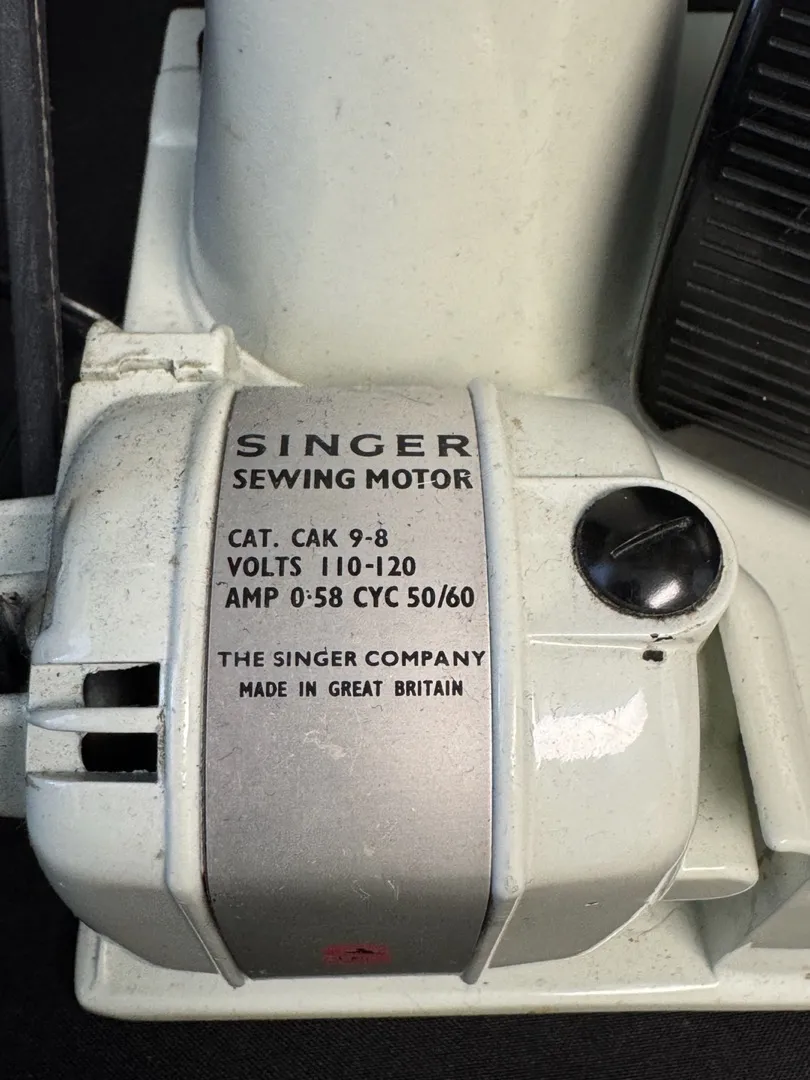 SINGER
SEWING MOTOR
CAT. CAK 9-8
VOLTS 110-120
AMP 0·58 CYC 50/60
THE SINGER COMPANY
MADE IN GREAT BRITAIN